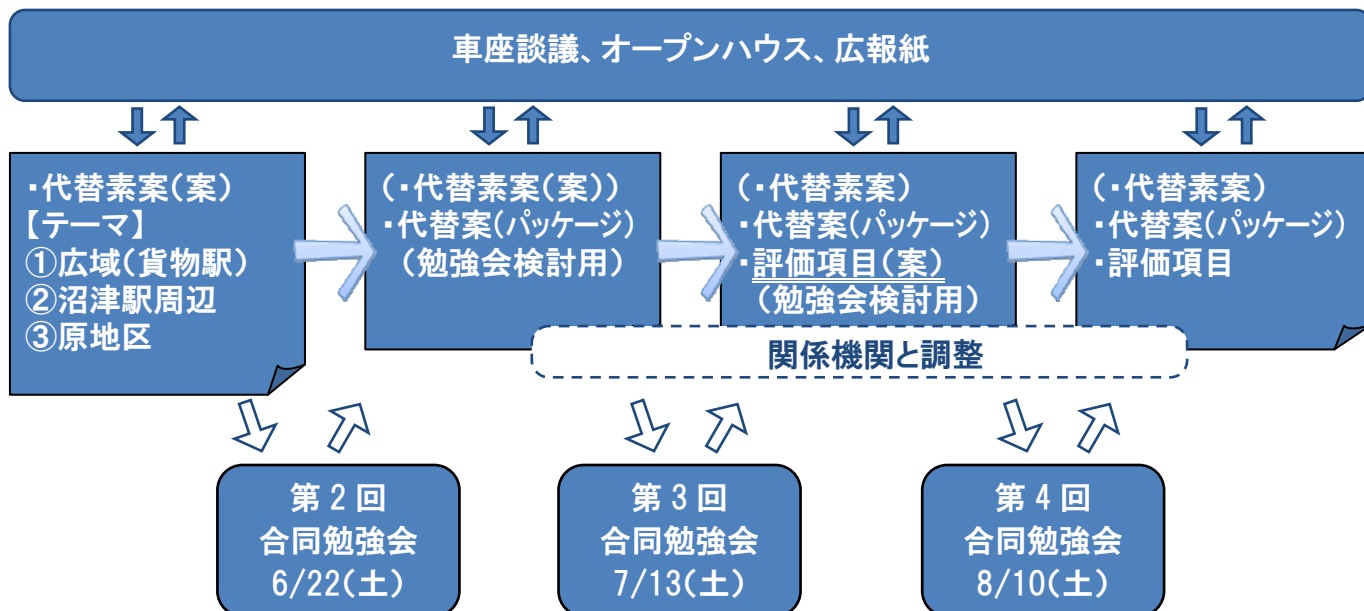 車座談議、オープンハウス、広報紙
・代替素案(案)
【テーマ】
①広域(貨物駅)
②沼津駅周辺
③原地区
(・代替素案(案))
・代替案(パッケージ)
(勉強会検討用)
(・代替素案)
・代替案(パッケージ)
・評価項目(案)
(勉強会検討用)
(・代替素案)
・代替案(パッケージ)
・評価項目
関係機関と調整
第2回
合同勉強会
6/22(土)
第3回
合同勉強会
7/13(土)
第4回
合同勉強会
8/10(土)